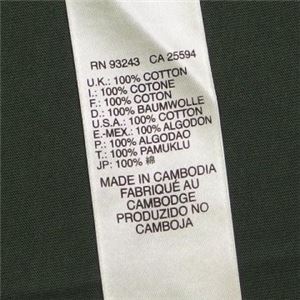 RN 93243 CA 25594
U.K.: 100% COTTON
I.: 100% COTONE
F.: 100% COTON
D.: 100% BAUMWOLLE
U.S.A.: 100% COTTON
E.-MEX.: 100% ALGODON
P.: 100% ALGODAO
T.: 100% PAMUKLU
JP: 100% 綿
MADE IN CAMBODIA
FABRIQUÉ AU
CAMBODGE
PRODUZIDO NO
CAMBOJA